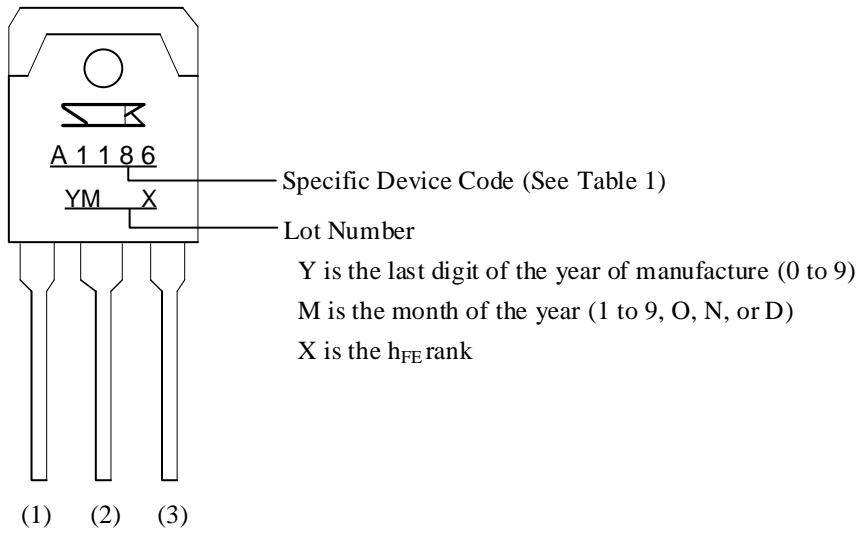 A1186
YM X
Specific Device Code (See Table 1)
Lot Number
Y is the last digit of the year of manufacture (0 to 9)
M is the month of the year (1 to 9, O, N, or D)
X is the hFE rank
(1) (2) (3)